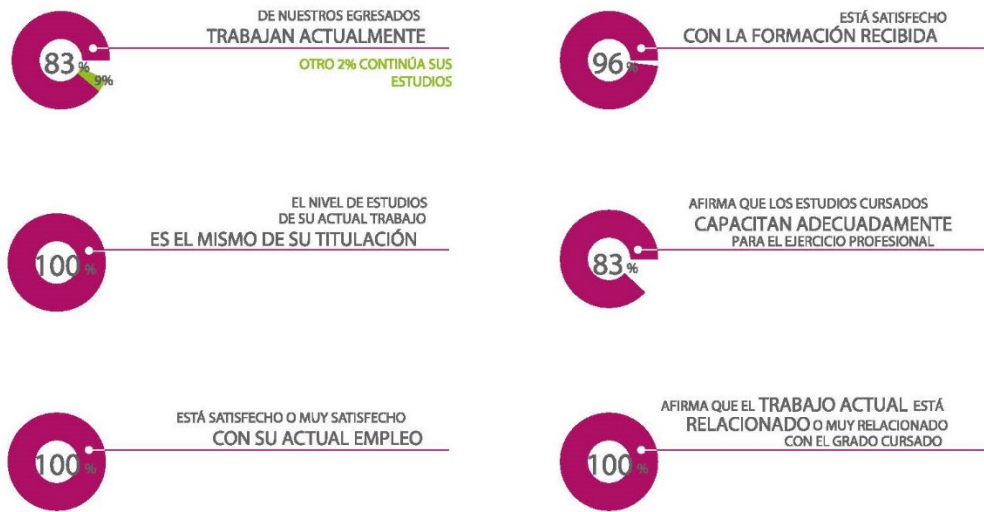 DE NUESTROS EGRESADOS
TRABAJAN ACTUALMENTE
83%
9%
OTRO 2% CONTINÚA SUS
ESTUDIOS
ESTÁ SATISFECHO
CON LA FORMACIÓN RECIBIDA
96%
EL NIVEL DE ESTUDIOS
DE SU ACTUAL TRABAJO
ES EL MISMO DE SU TITULACIÓN
100%
AFIRMA QUE LOS ESTUDIOS CURSADOS
CAPACITAN ADECUADAMENTE
PARA EL EJERCICIO PROFESIONAL
83%
ESTÁ SATISFECHO O MUY SATISFECHO
CON SU ACTUAL EMPLEO
100%
AFIRMA QUE EL TRABAJO ACTUAL ESTÁ
RELACIONADO O MUY RELACIONADO
CON EL GRADO CURSADO
100%